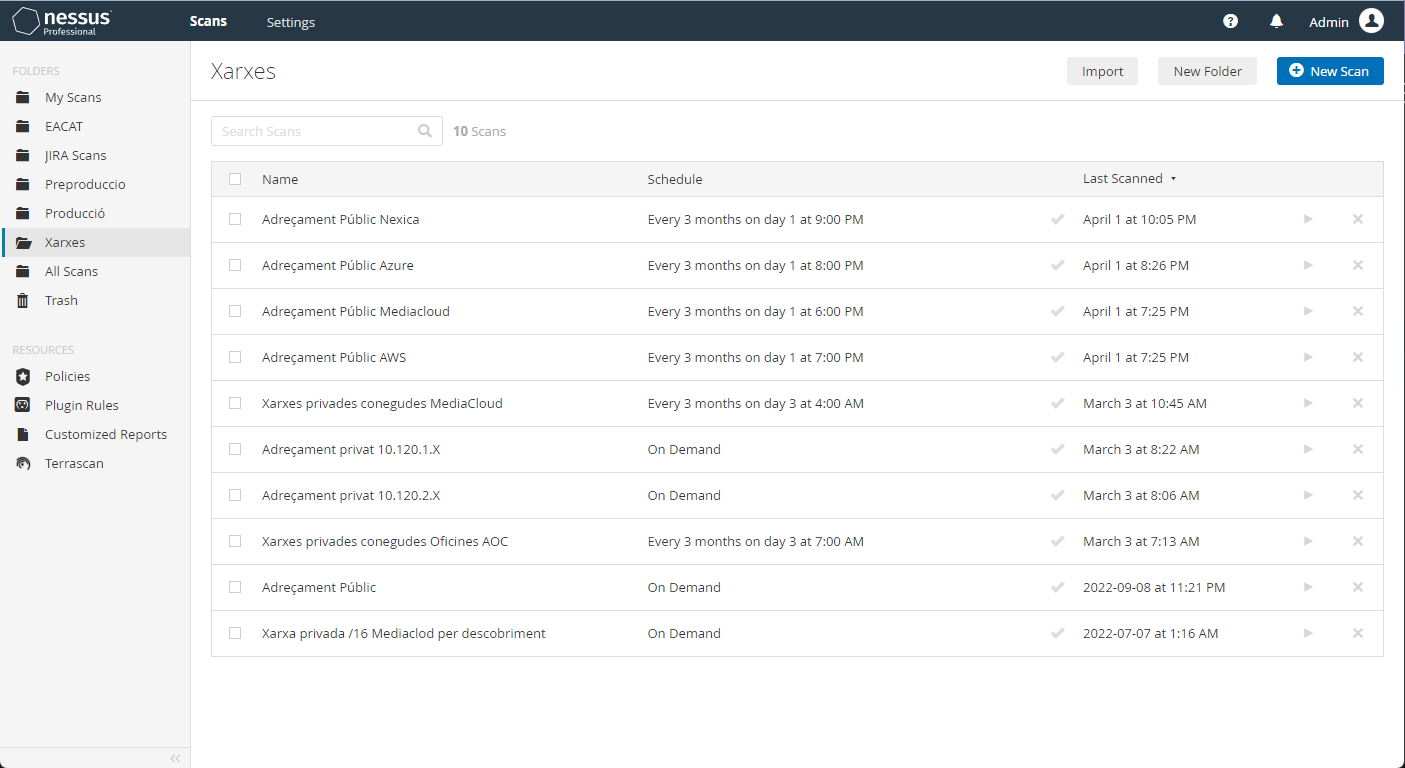 nessus
Professional
Scans
Settings
Admin
FOLDERS
My Scans
EACAT
JIRA Scans
Preproduccio
Producció
Xarxes
All Scans
Trash
RESOURCES
Policies
Plugin Rules
Customized Reports
Terrascan
Xarxes
Import
New Folder
New Scan
Search Scans
10 Scans
Name Schedule Last Scanned
Adreçament Públic Nexica Every 3 months on day 1 at 9:00 PM April 1 at 10:05 PM
Adreçament Públic Azure Every 3 months on day 1 at 8:00 PM April 1 at 8:26 PM
Adreçament Públic Mediacloud Every 3 months on day 1 at 6:00 PM April 1 at 7:25 PM
Adreçament Públic AWS Every 3 months on day 1 at 7:00 PM April 1 at 7:25 PM
Xarxes privades conegudes MediaCloud Every 3 months on day 3 at 4:00 AM March 3 at 10:45 AM
Adreçament privat 10.120.1.X On Demand March 3 at 8:22 AM
Adreçament privat 10.120.2.X On Demand March 3 at 8:06 AM
Xarxes privades conegudes Oficines AOC Every 3 months on day 3 at 7:00 AM March 3 at 7:13 AM
Adreçament Públic On Demand 2022-09-08 at 11:21 PM
Xarxa privada /16 Mediaclod per descobriment On Demand 2022-07-07 at 1:16 AM